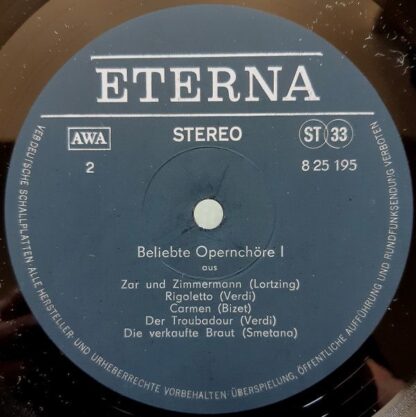 ETERNA
AWA
STEREO
ST 33
2
8 25 195
Beliebte Opernchöre I
aus
Zar und Zimmermann (Lortzing)
Rigoletto (Verdi)
Carmen (Bizet)
Der Troubadour (Verdi)
Die verkaufte Braut (Smetana)
VEB DEUTSCHE SCHALLPLATTEN · ALLE HERSTELLER- UND URHEBERRECHTE VORBEHALTEN · ÜBERSPIELUNG, ÖFFENTLICHE AUFFÜHRUNG UND RUNDFUNKSENDUNG VERBOTEN